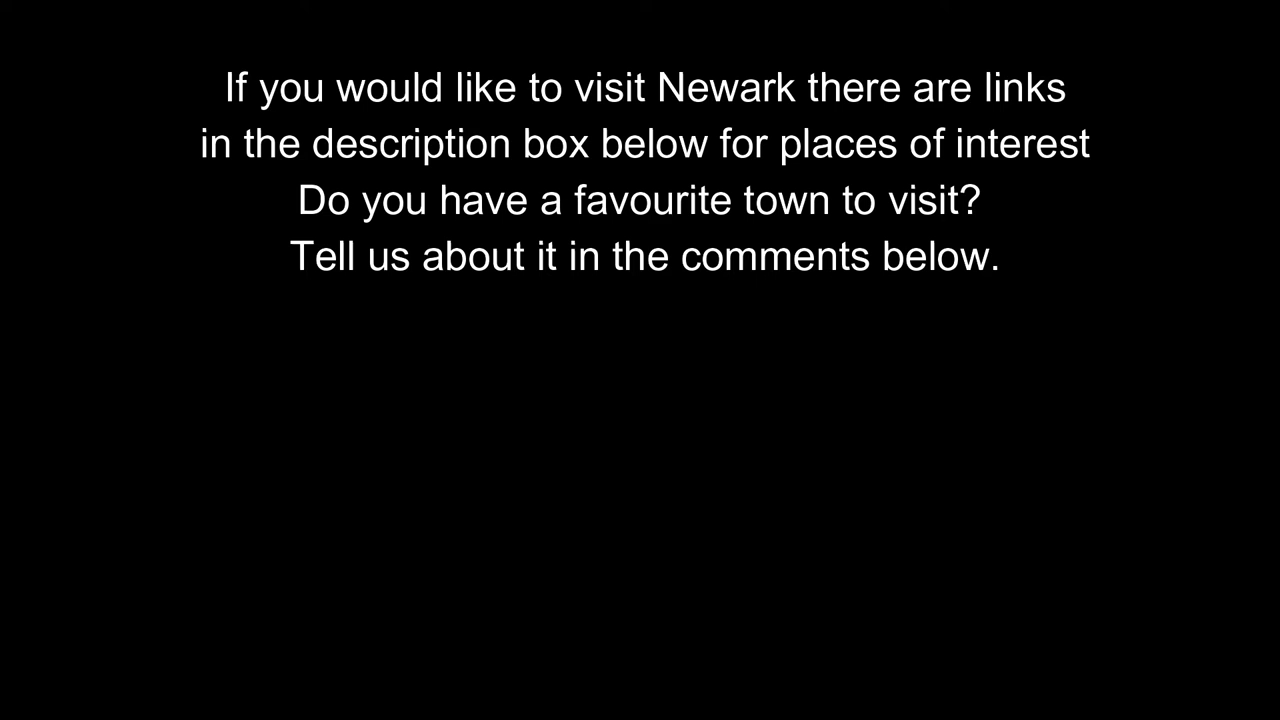 If you would like to visit Newark there are links
in the description box below for places of interest
Do you have a favourite town to visit?
Tell us about it in the comments below.